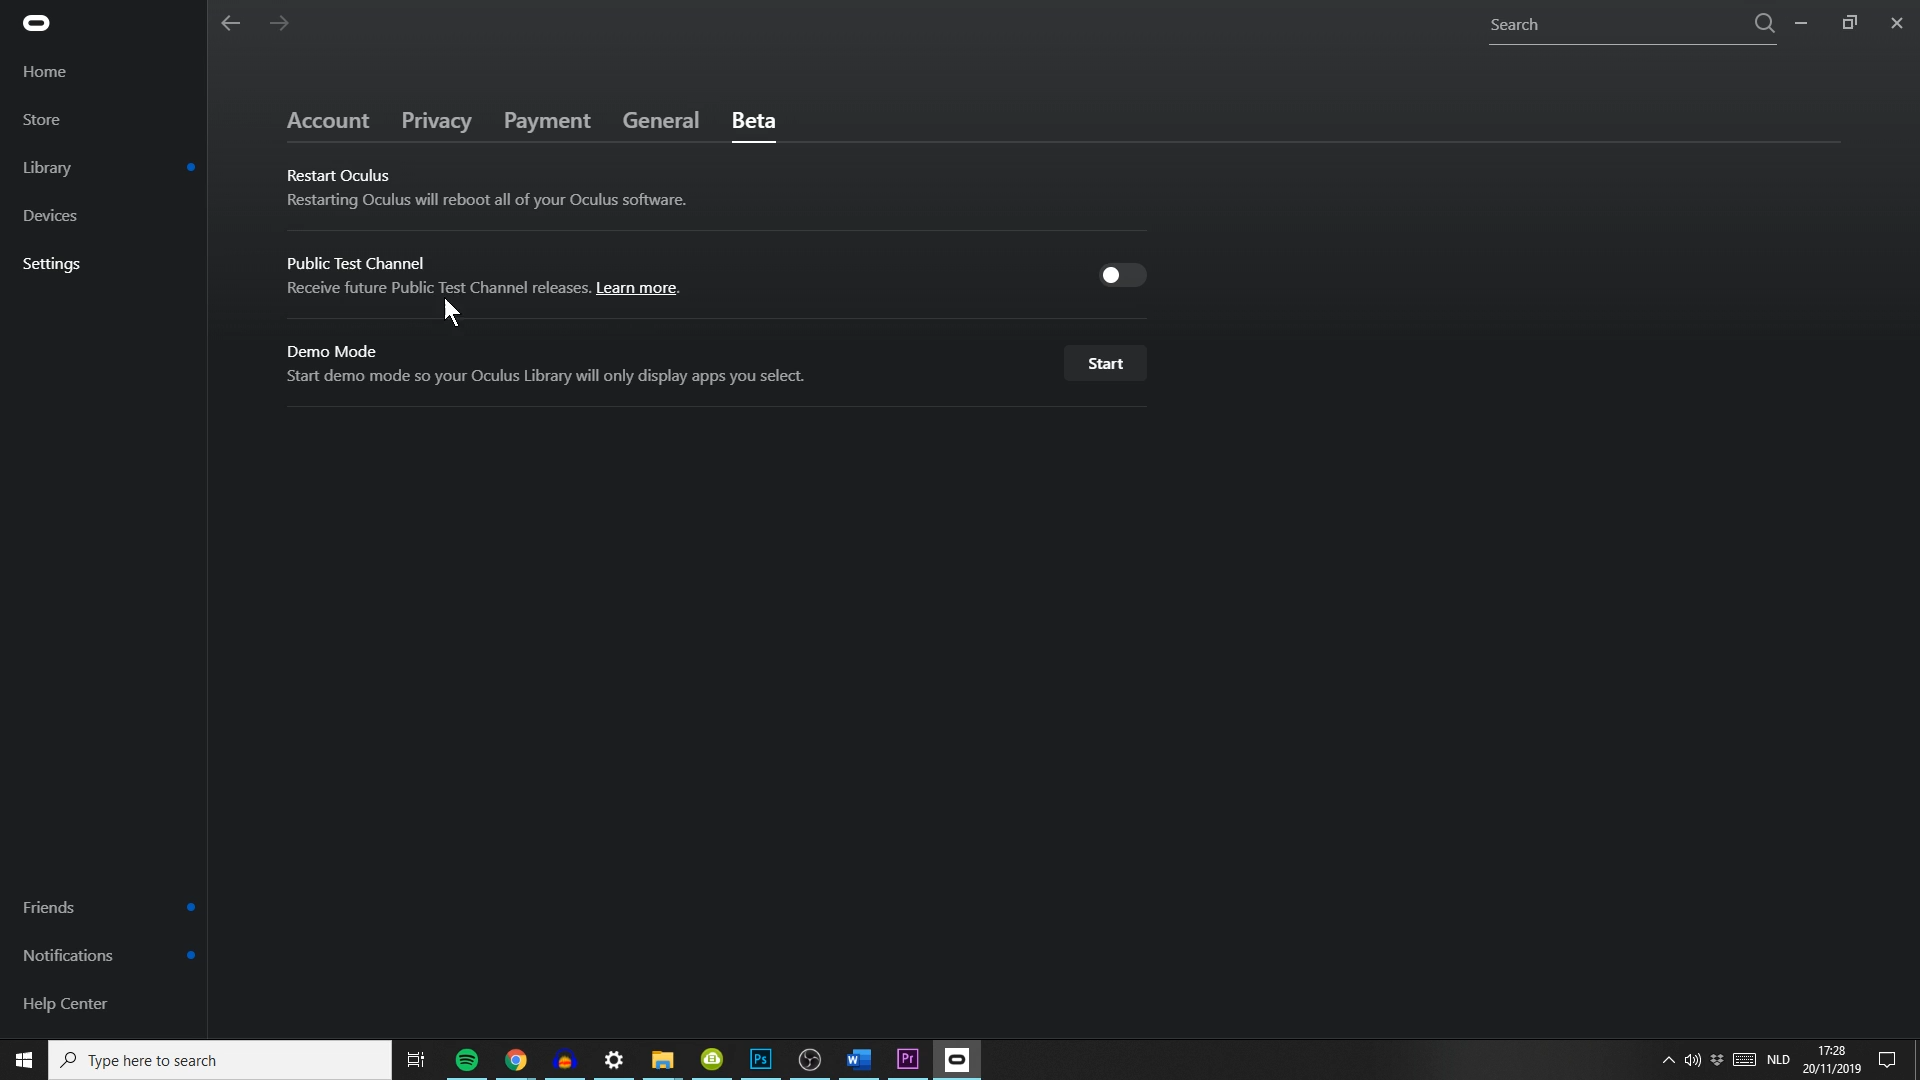 Search
Home
Store
Library
Devices
Settings
Account Privacy Payment General Beta
Restart Oculus
Restarting Oculus will reboot all of your Oculus software.
Public Test Channel
Receive future Public Test Channel releases. Learn more.
Demo Mode
Start demo mode so your Oculus Library will only display apps you select.
Start
Friends
Notifications
Help Center
Type here to search
Ps
W
Pr
NLD
17:28
20/11/2019